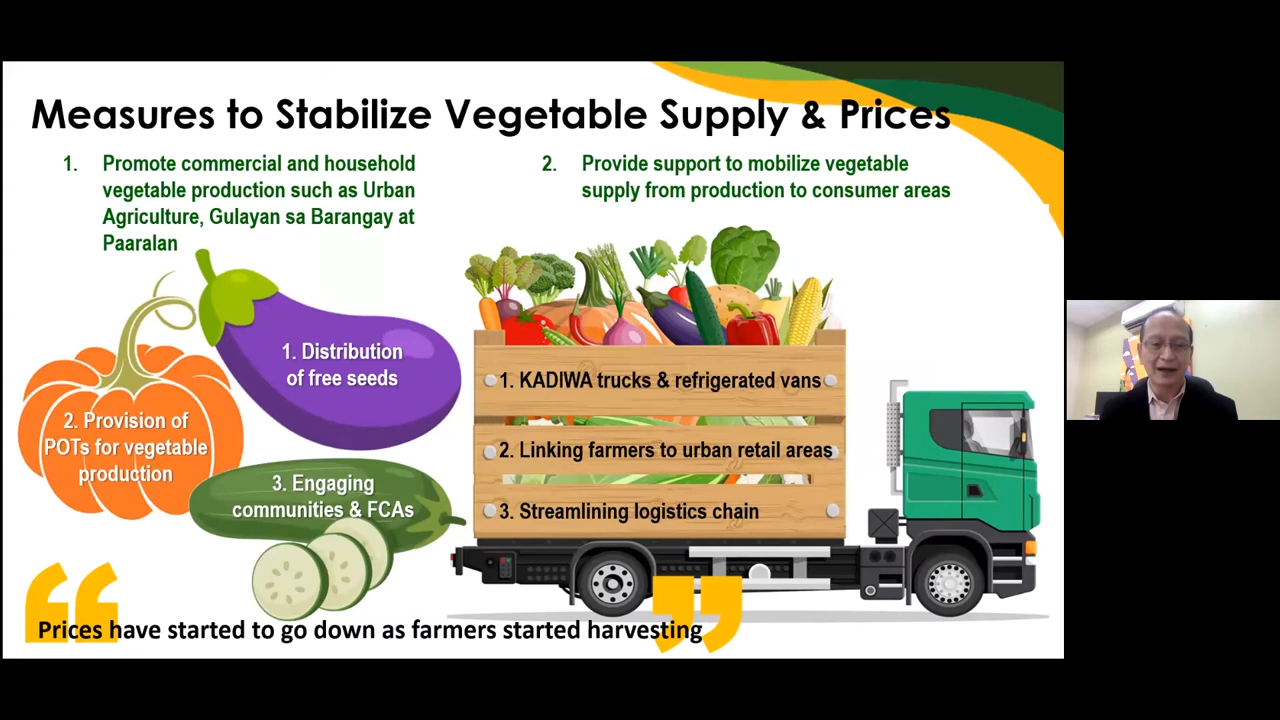 Measures to Stabilize Vegetable Supply & Prices
1. Promote commercial and household
vegetable production such as Urban
Agriculture, Gulayan sa Barangay at
Paaralan
1. Distribution
of free seeds
2. Provision of
POTs for vegetable
production
3. Engaging
communities & FCAs
2. Provide support to mobilize vegetable
supply from production to consumer areas
1. KADIWA trucks & refrigerated vans
2. Linking farmers to urban retail areas
3. Streamlining logistics chain
“Prices have started to go down as farmers started harvesting”